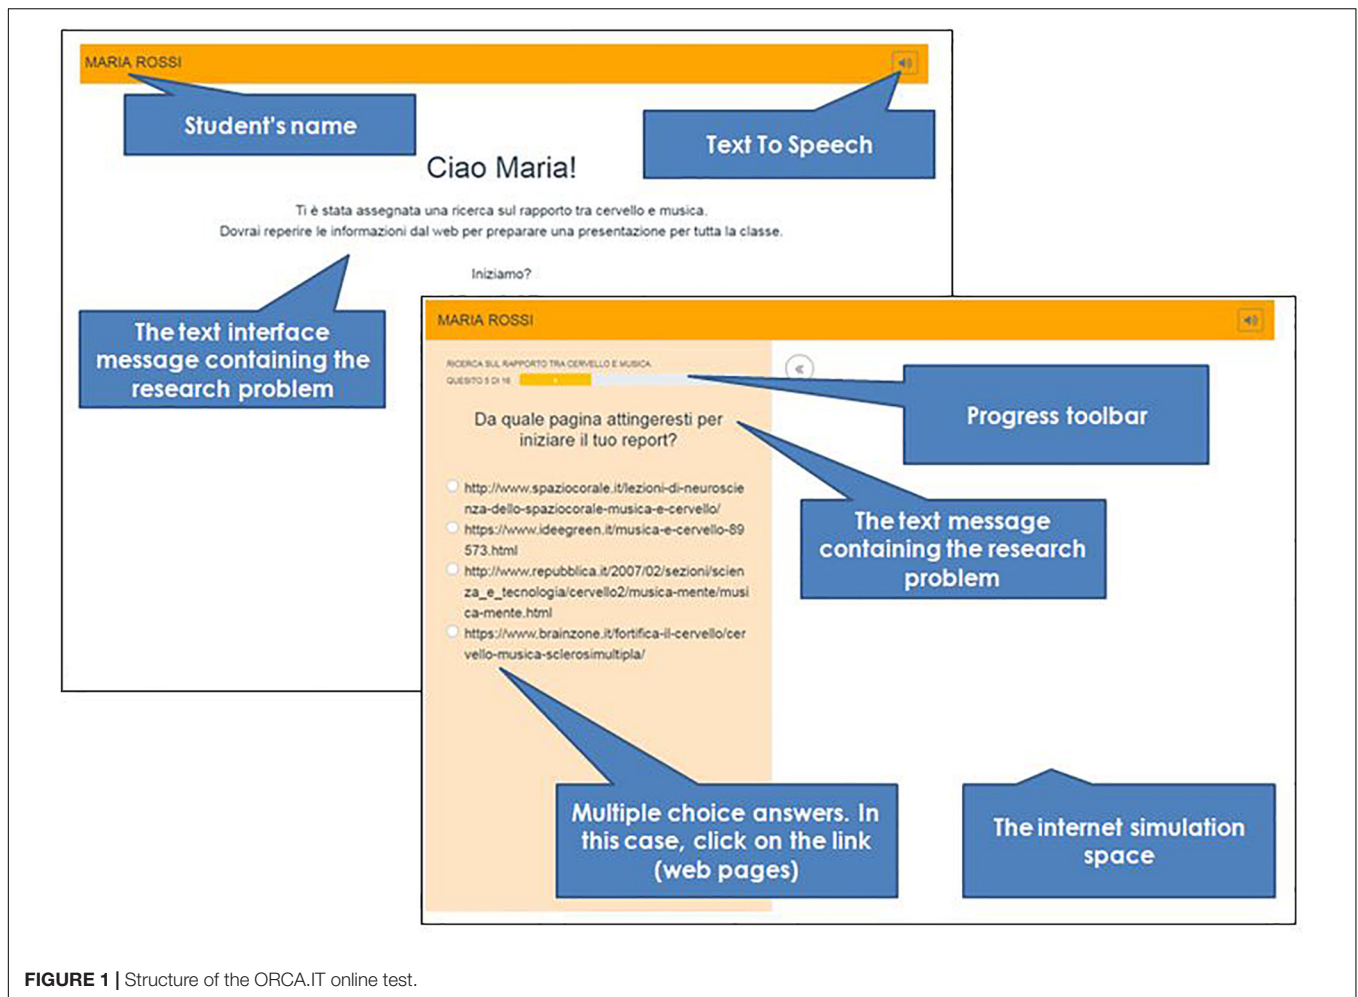 MARIA ROSSI
Student's name
Text To Speech
Ciao Maria!
Ti è stata assegnata una ricerca sul rapporto tra cervello e musica.
Dovrai reperire le informazioni dal web per preparare una presentazione per tutta la classe.
Iniziamo?
The text interface
message containing the
research problem
MARIA ROSSI
RICERCA SUL RAPPORTO TRA CERVELLO E MUSICA
QUESITO 5 DI 16
Progress toolbar
Da quale pagina attingeresti per
iniziare il tuo report?
http://www.spaziocorale.it/lezioni-di-neuroscie
nza-dello-spaziocorale-musica-e-cervello/
https://www.ideegreen.it/musica-e-cervello-89
573.html
http://www.repubblica.it/2007/02/sezioni/scien
za_e_tecnologia/cervello2/musica-mente/musi
ca-mente.html
https://www.brainzone.it/fortifica-il-cervello/cer
vello-musica-sclerosimultipla/
The text message
containing the research
problem
Multiple choice answers. In
this case, click on the link
(web pages)
The internet simulation
space
FIGURE 1 | Structure of the ORCA.IT online test.